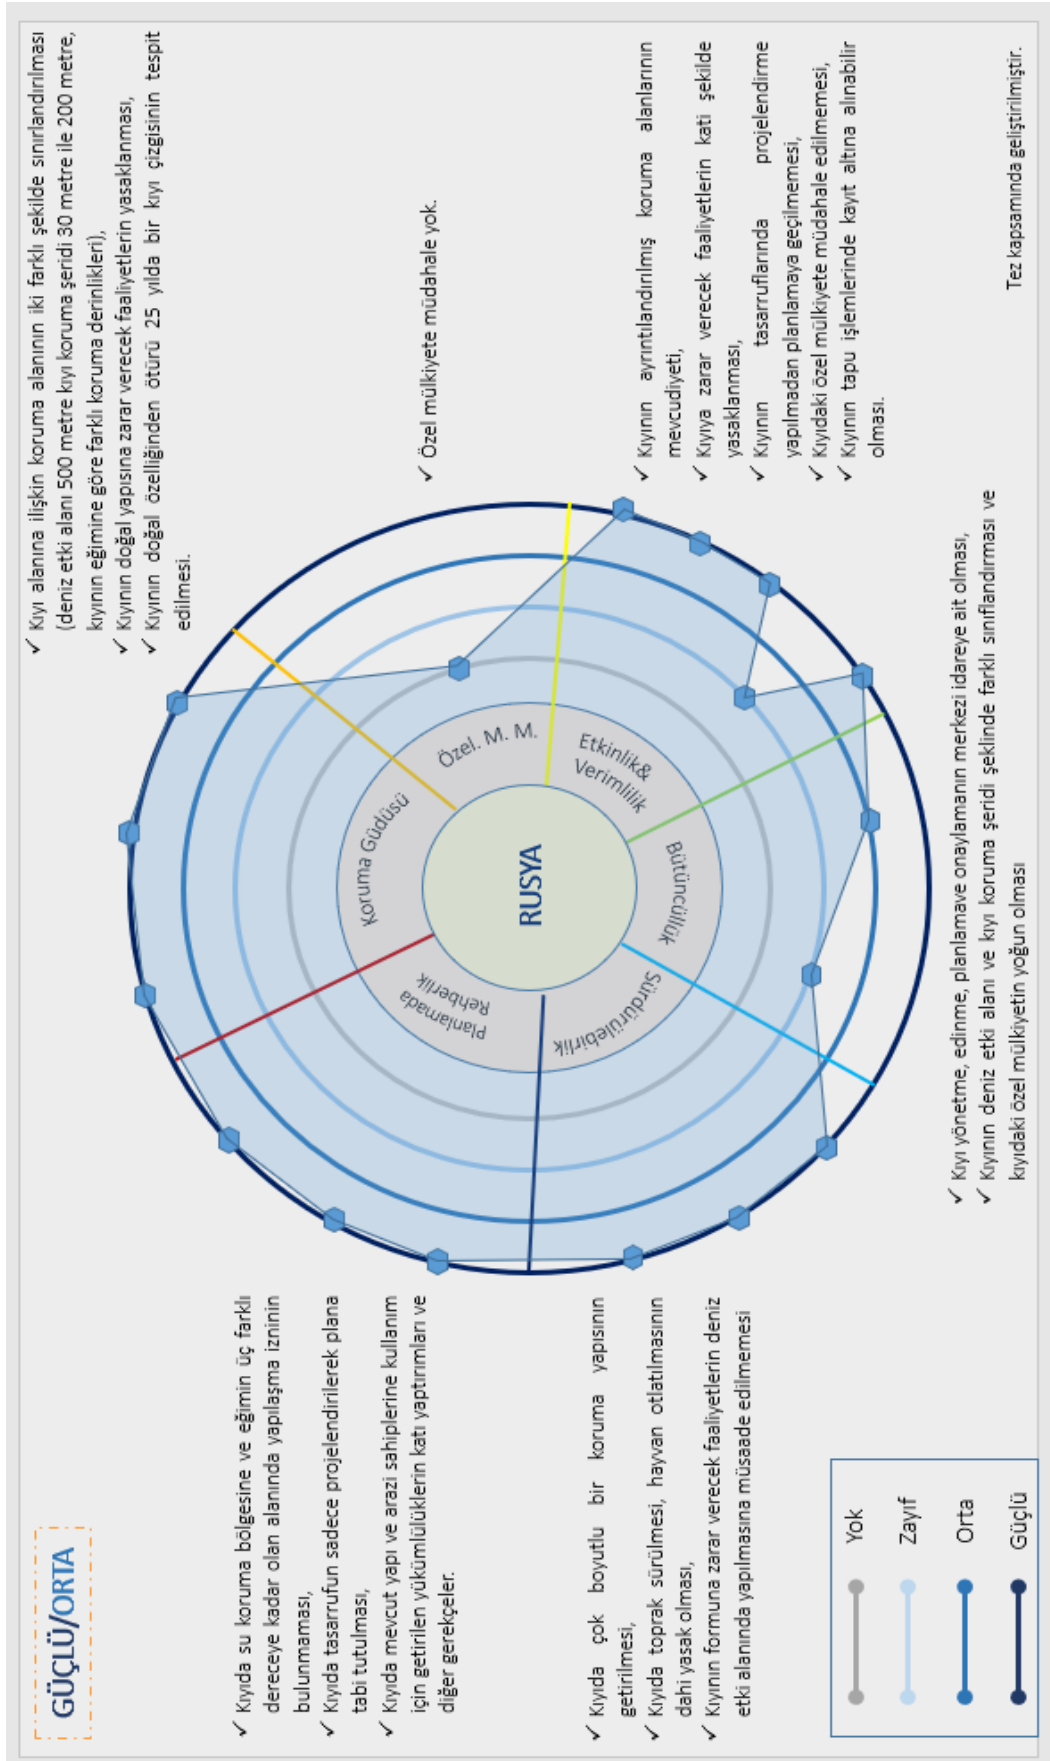 GÜÇLÜ/ORTA
✓ Kıyıda su koruma bölgesine ve eğimin üç farklı
dereceye kadar olan alanında yapılaşma izninin
bulunmaması,
✓ Kıyıda tasarrufun sadece projelendirilerek plana
tabi tutulması,
✓ Kıyıda mevcut yapı ve arazi sahiplerine kullanım
için getirilen yükümlülüklerin katı yaptırımları ve
diğer gerekçeler.
✓ Kıyı alanına ilişkin koruma alanının iki farklı şekilde sınırlandırılması
(deniz etki alanı 500 metre kıyı koruma şeridi 30 metre ile 200 metre,
kıyının eğimine göre farklı koruma derinlikleri),
✓ Kıyının doğal yapısına zarar verecek faaliyetlerin yasaklanması,
✓ Kıyının doğal özelliğinden ötürü 25 yılda bir kıyı çizgisinin tespit
edilmesi.
✓ Özel mülkiyete müdahale yok.
Planlamada
Rehberlik
Koruma Güdüsü
Özel. M. M.
RUSYA
Etkinlik&
Verimlilik
Bütüncüllük
Sürdürülebirlik
✓ Kıyıda çok boyutlu bir koruma yapısının
getirilmesi,
✓ Kıyıda toprak sürülmesi, hayvan otlatılmasının
dahi yasak olması,
✓ Kıyının formuna zarar verecek faaliyetlerin deniz
etki alanında yapılmasına müsaade edilmemesi
✓ Kıyının ayrıntılandırılmış koruma alanlarının
mevcudiyeti,
✓ Kıyıya zarar verecek faaliyetlerin kati şekilde
yasaklanması,
✓ Kıyının tasarruflarında projelendirme
yapılmadan planlamaya geçilmemesi,
✓ Kıyıdaki özel mülkiyete müdahale edilmemesi,
✓ Kıyının tapu işlemlerinde kayıt altına alınabilir
olması.
✓ Kıyı yönetme, edinme, planlamave onaylamanın merkezi idareye ait olması,
✓ Kıyının deniz etki alanı ve kıyı koruma şeridi şeklinde farklı sınıflandırması ve
kıyıdaki özel mülkiyetin yoğun olması
Yok
Zayıf
Orta
Güçlü
Tez kapsamında geliştirilmiştir.